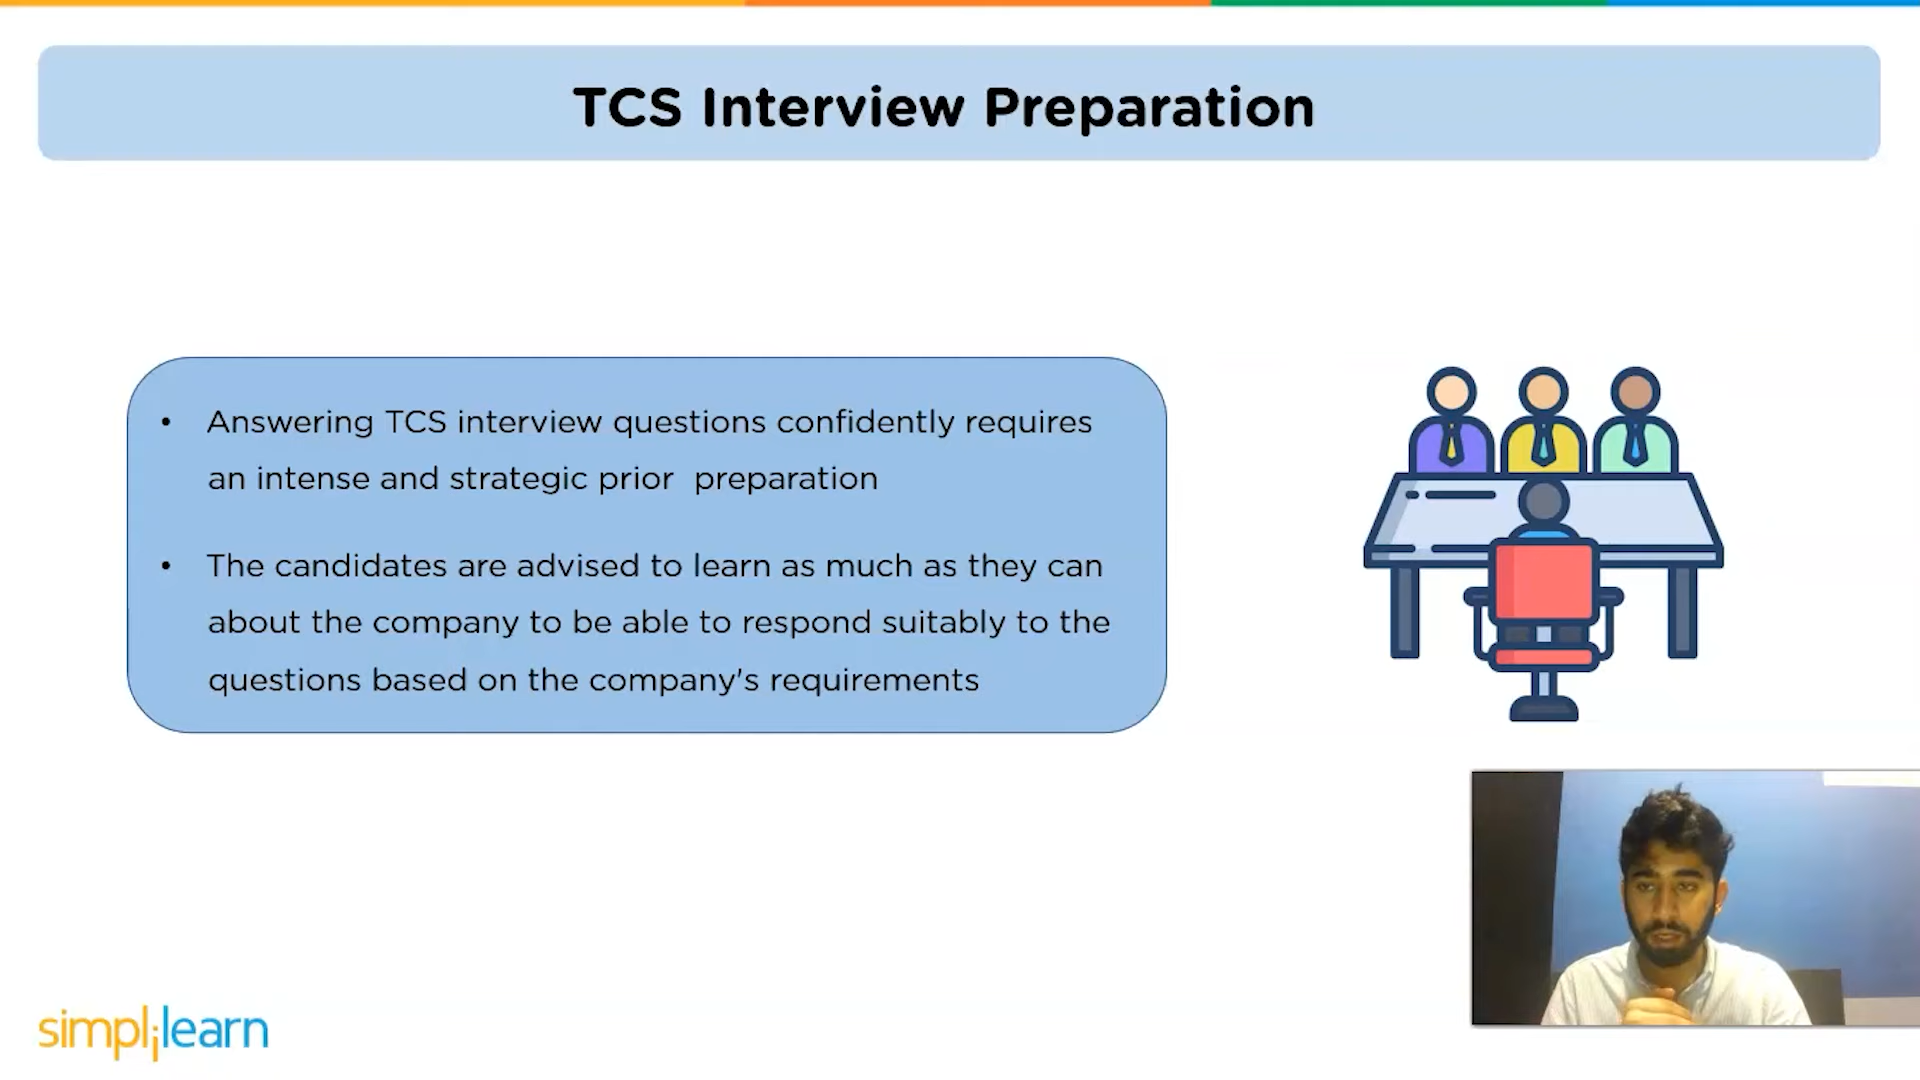 TCS Interview Preparation
• Answering TCS interview questions confidently requires
an intense and strategic prior preparation
• The candidates are advised to learn as much as they can
about the company to be able to respond suitably to the
questions based on the company's requirements
simplilearn